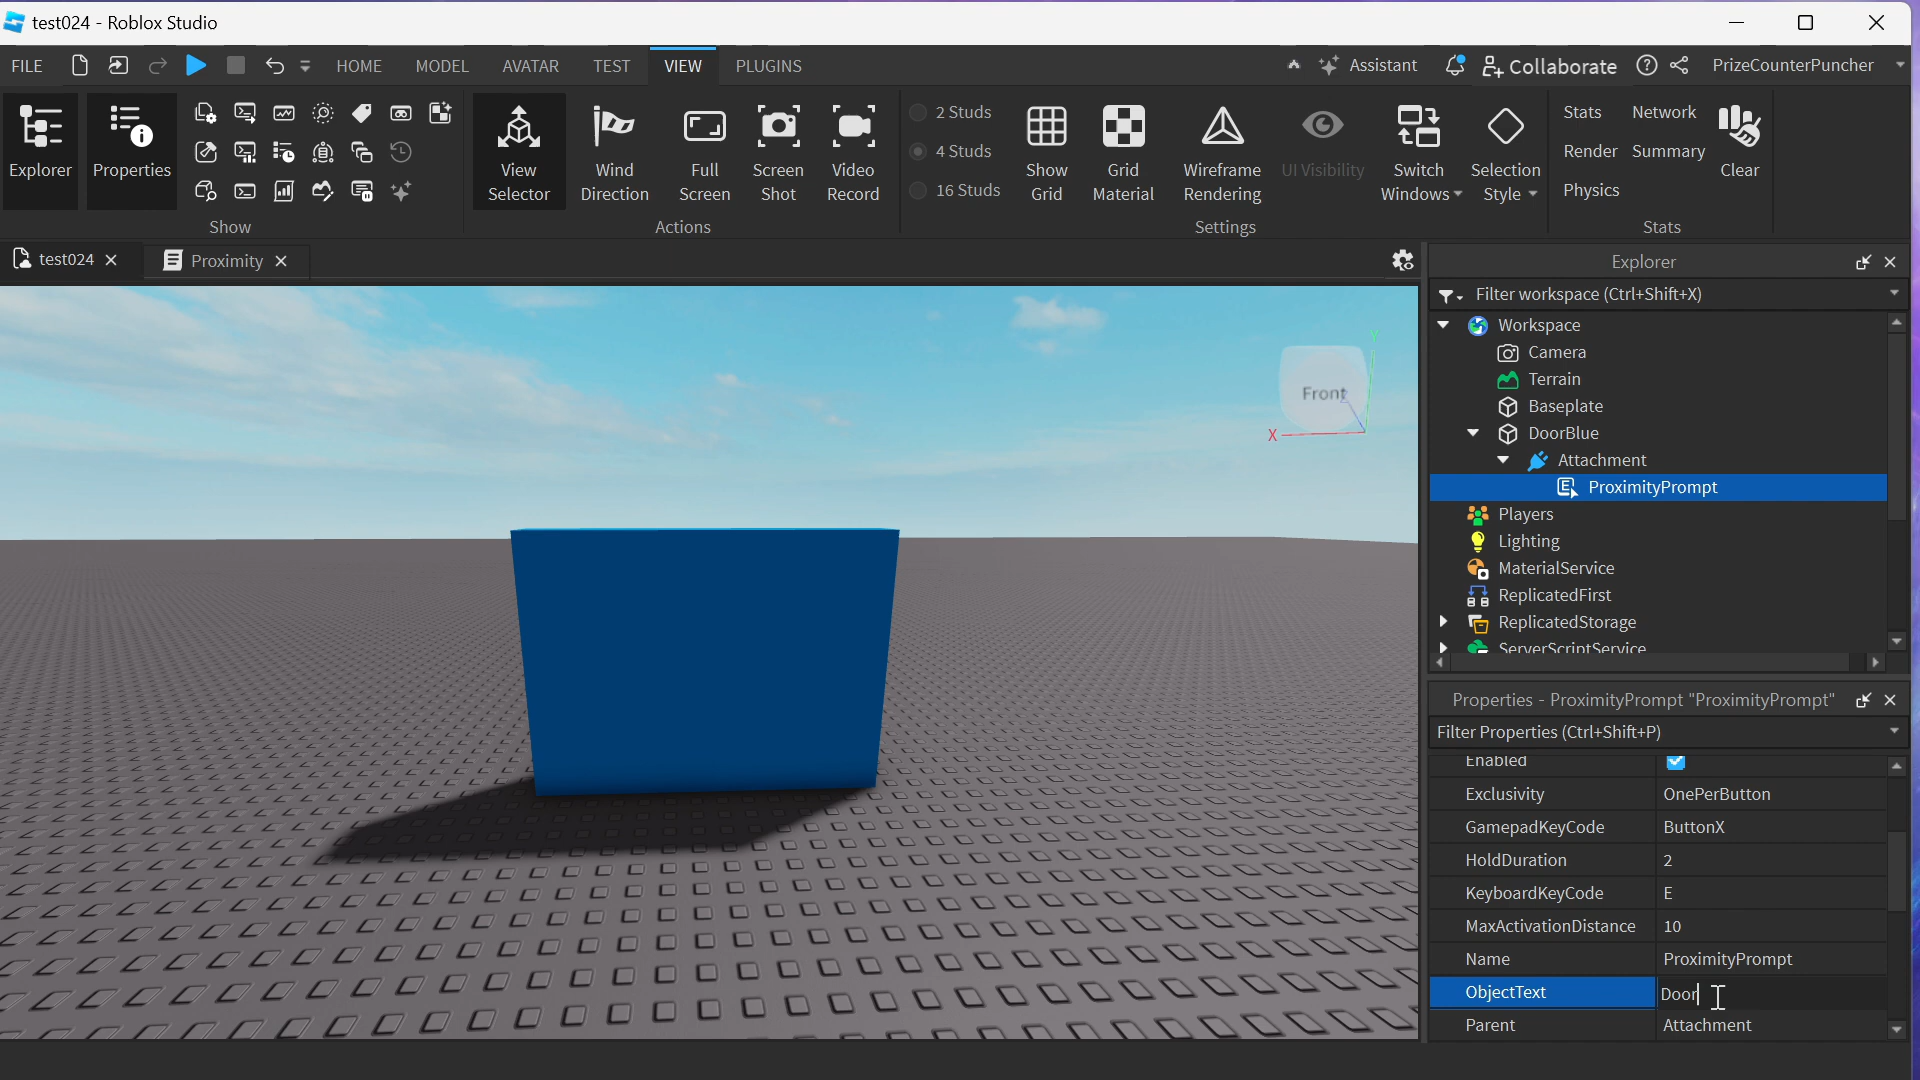 test024 - Roblox Studio
FILE HOME MODEL AVATAR TEST VIEW PLUGINS Assistant Collaborate PrizeCounterPuncher
Explorer
Properties
Show
View
Selector
Wind
Direction
Full
Screen
Screen
Shot
Video
Record
Actions
2 Studs
4 Studs
16 Studs
Show
Grid
Grid
Material
Wireframe
Rendering
UI Visibility
Switch
Windows
Selection
Style
Settings
Stats Network
Render Summary
Physics
Clear
Stats
test024
Proximity
Front
X
Y
Explorer
Filter workspace (Ctrl+Shift+X)
Workspace
Camera
Terrain
Baseplate
DoorBlue
Attachment
ProximityPrompt
Players
Lighting
MaterialService
ReplicatedFirst
ReplicatedStorage
ServerScriptService
Properties - ProximityPrompt "ProximityPrompt"
Filter Properties (Ctrl+Shift+P)
Enabled
Exclusivity OnePerButton
GamepadKeyCode ButtonX
HoldDuration 2
KeyboardKeyCode E
MaxActivationDistance 10
Name ProximityPrompt
ObjectText Door
Parent Attachment